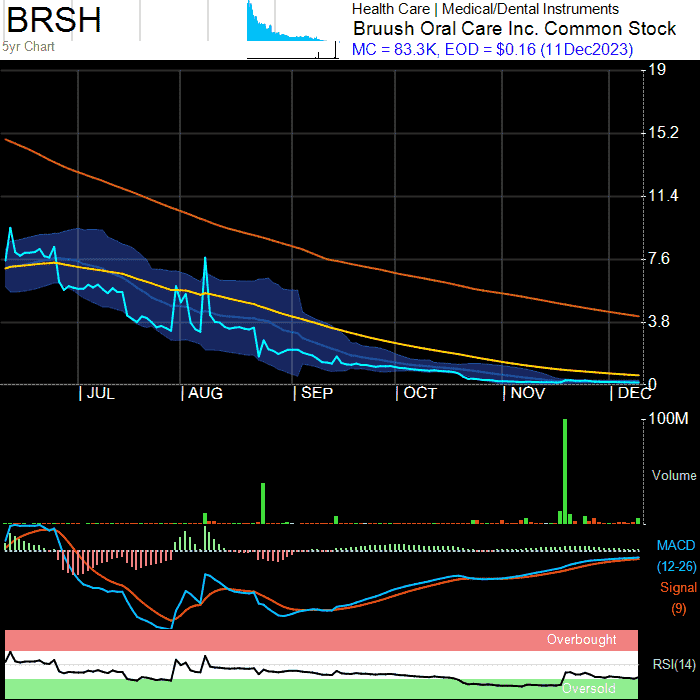 BRSH
5yr Chart
Health Care | Medical/Dental Instruments
Bruush Oral Care Inc. Common Stock
MC = 83.3K, EOD = $0.16 (11Dec2023)
19
15.2
11.4
7.6
3.8
0
| JUL | AUG | SEP | OCT | NOV | DEC
100M
Volume
MACD
(12-26)
Signal
(9)
Overbought
RSI(14)
Oversold